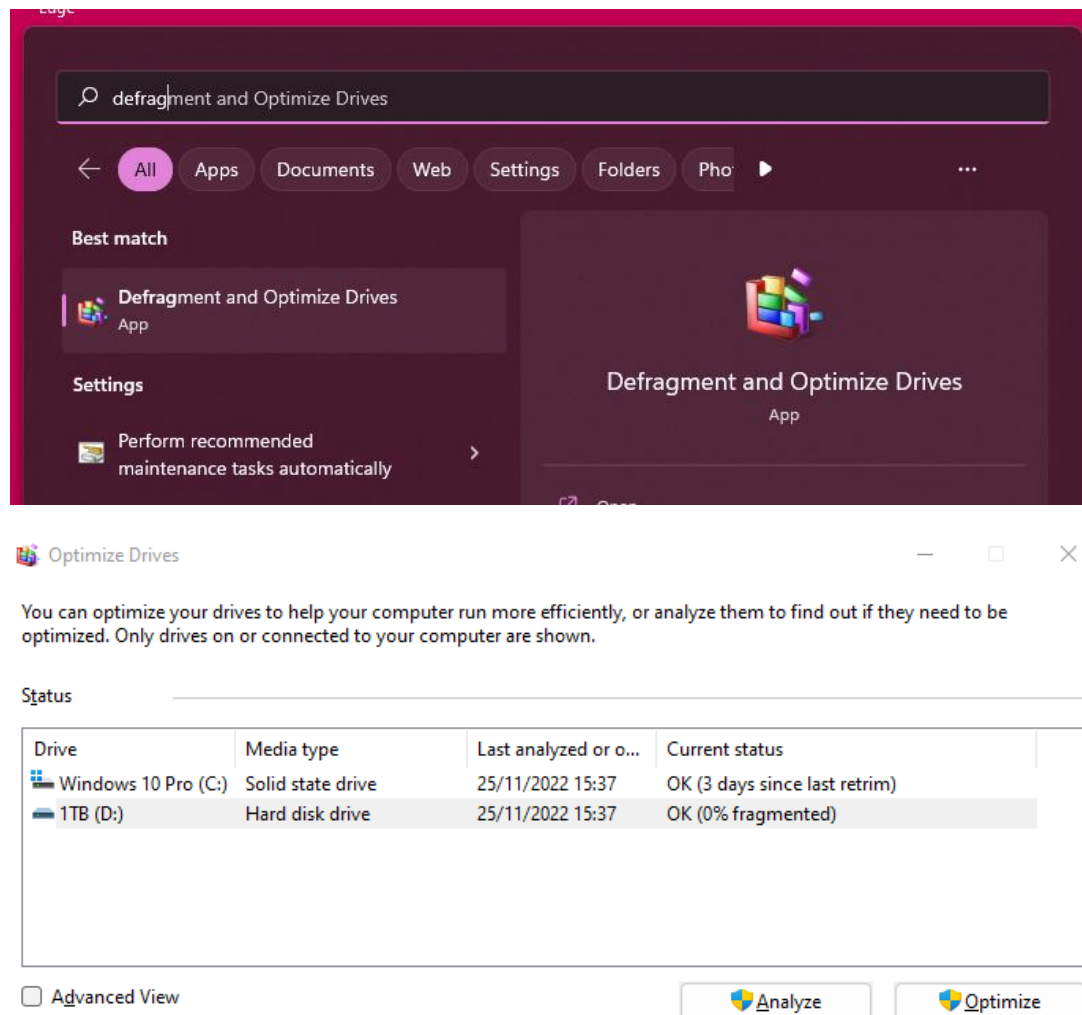 Edge
defragment and Optimize Drives
All Apps Documents Web Settings Folders Pho
Best match
Defragment and Optimize Drives
App
Settings
Perform recommended
maintenance tasks automatically
Defragment and Optimize Drives
App
Open
Optimize Drives
You can optimize your drives to help your computer run more efficiently, or analyze them to find out if they need to be
optimized. Only drives on or connected to your computer are shown.
Status
Drive Media type Last analyzed or o... Current status
Windows 10 Pro (C:) Solid state drive 25/11/2022 15:37 OK (3 days since last retrim)
1TB (D:) Hard disk drive 25/11/2022 15:37 OK (0% fragmented)
Advanced View
Analyze
Optimize